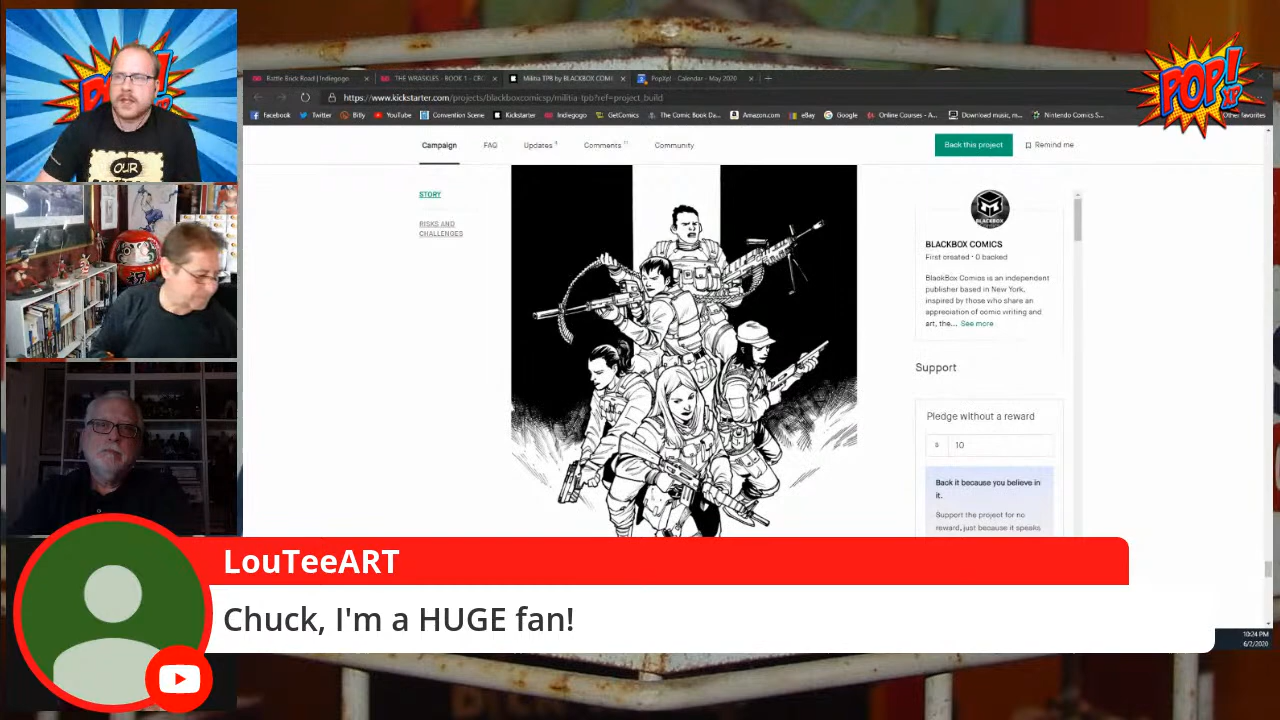 Battle Brick Road | Indiegogo
THE WRASKLES - BOOK 1 - CRO
Militia TPB by BLACKBOX COMI
PopXp! - Calendar - May 2020
https://www.kickstarter.com/projects/blackboxcomicsp/militia-tpb?ref=project_build
Facebook
Twitter
Bitly
YouTube
Convention Scene
Kickstarter
Indiegogo
GetComics
The Comic Book Da...
Amazon.com
eBay
Google
Online Courses - A...
Download music, m...
Nintendo Comics S...
Other favorites
POP!
XP
OUR
Campaign
FAQ
Updates
Comments
Community
Back this project
Remind me
STORY
RISKS AND
CHALLENGES
BLACKBOX
BLACKBOX COMICS
First created · 0 backed
BlackBox Comics is an independent
publisher based in New York,
inspired by those who share an
appreciation of comic writing and
art, the... See more
Support
Pledge without a reward
10
Back it because you believe in
it.
Support the project for no
reward, just because it speaks
LouTeeART
Chuck, I'm a HUGE fan!
10:24 PM
6/2/2020